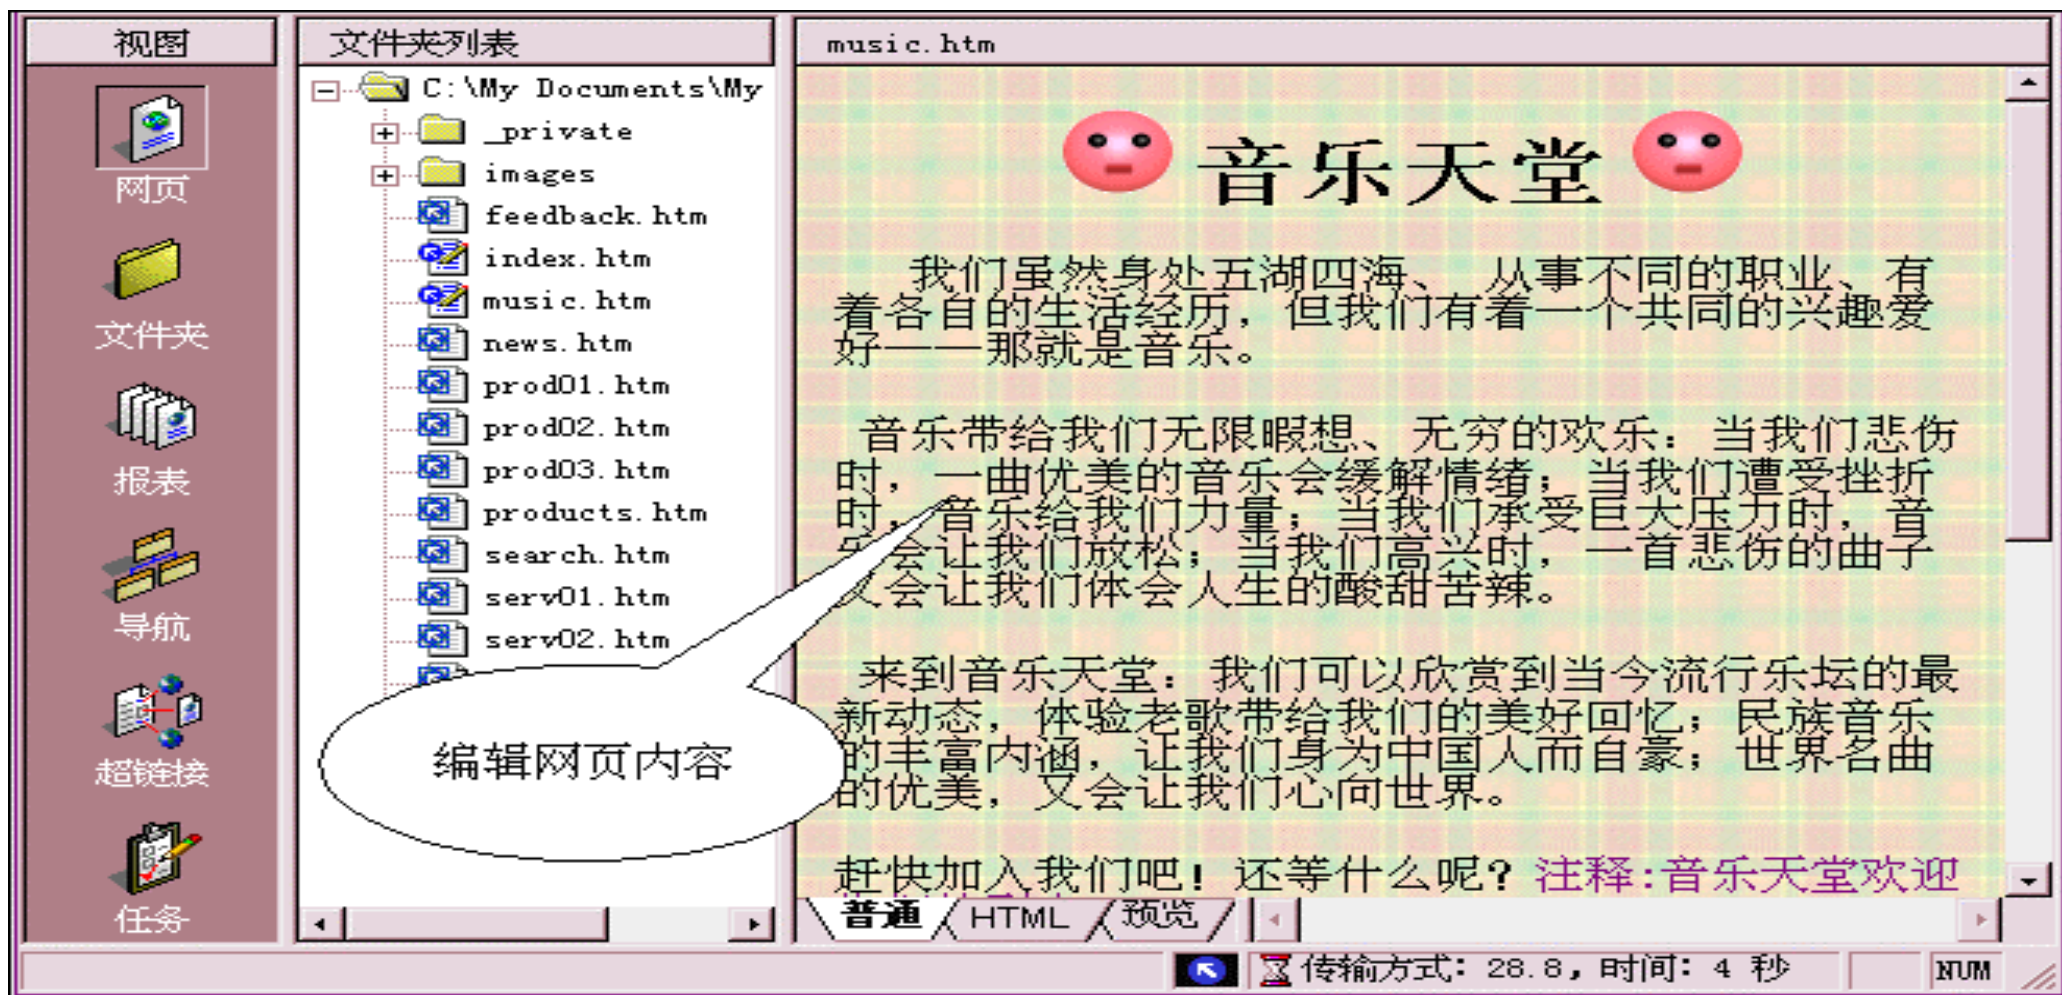 视图
网页
文件夹
报表
导航
超链接
任务
文件夹列表
C:\My Documents\My
_private
images
feedback.htm
index.htm
music.htm
news.htm
prod01.htm
prod02.htm
prod03.htm
products.htm
search.htm
serv01.htm
serv02.htm
编辑网页内容
music.htm
音乐天堂
我们虽然身处五湖四海、从事不同的职业、有
着各自的生活经历，但我们有着一个共同的兴趣爱
好——那就是音乐。
音乐带给我们无限暇想、无穷的欢乐：当我们悲伤
时，一曲优美的音乐会缓解情绪；当我们遭受挫折
时，音乐给我们力量；当我们承受巨大压力时，音
乐会让我们放松；当我们高兴时，一首悲伤的曲子
又会让我们体会人生的酸甜苦辣。
来到音乐天堂：我们可以欣赏到当今流行乐坛的最
新动态，体验老歌带给我们的美好回忆；民族音乐
的丰富内涵，让我们身为中国人而自豪；世界名曲
的优美，又会让我们心向世界。
赶快加入我们吧！还等什么呢？注释:音乐天堂欢迎
普通 HTML 预览
传输方式：28.8，时间：4 秒
NUM